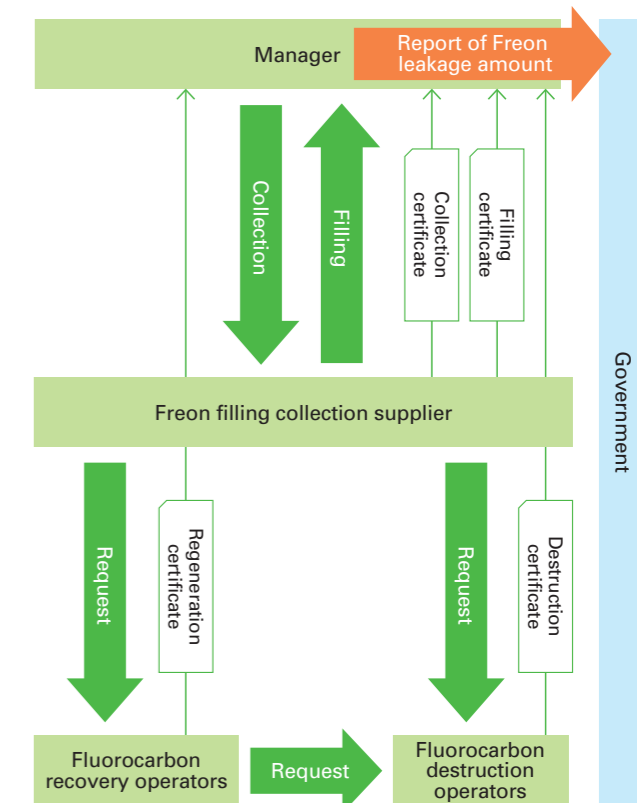 Manager
Report of Freon
leakage amount
Collection
Filling
Collection
certificate
Filling
certificate
Government
Freon filling collection supplier
Request
Regeneration
certificate
Request
Destruction
certificate
Fluorocarbon
recovery operators
Request
Fluorocarbon
destruction
operators